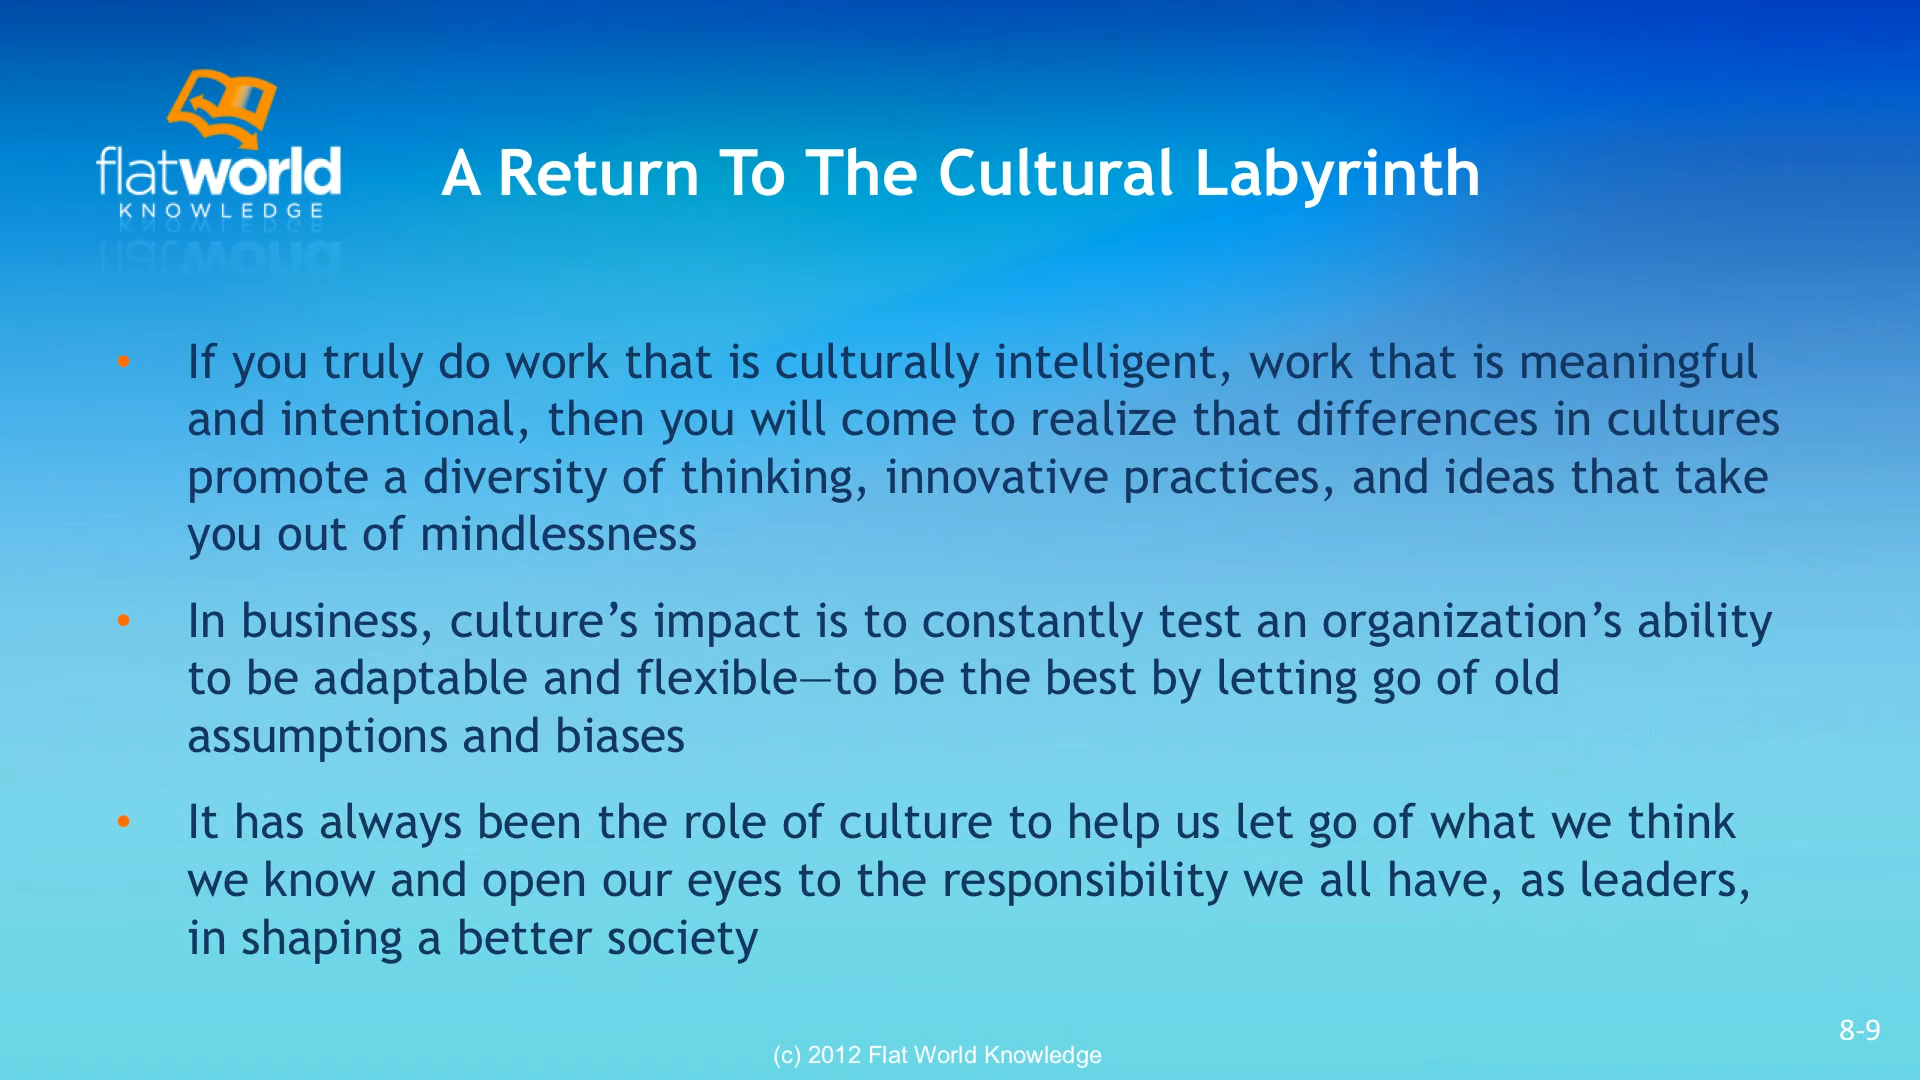 flatworld
KNOWLEDGE
A Return To The Cultural Labyrinth
• If you truly do work that is culturally intelligent, work that is meaningful
and intentional, then you will come to realize that differences in cultures
promote a diversity of thinking, innovative practices, and ideas that take
you out of mindlessness
• In business, culture’s impact is to constantly test an organization’s ability
to be adaptable and flexible—to be the best by letting go of old
assumptions and biases
• It has always been the role of culture to help us let go of what we think
we know and open our eyes to the responsibility we all have, as leaders,
in shaping a better society
8-9
(c) 2012 Flat World Knowledge